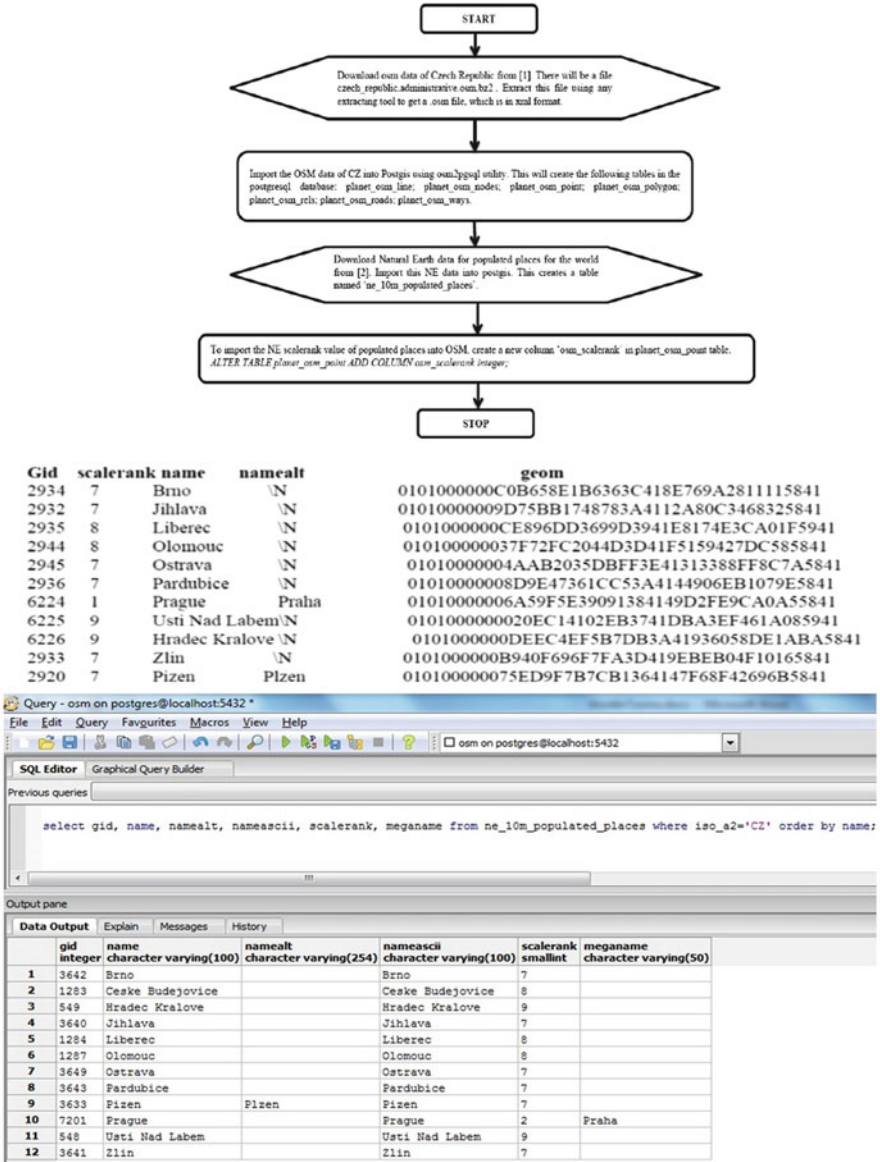 START
Download osm data of Czech Republic from [1]. There will be a file
czech_republic.administrative.osm.bz2 . Extract this file using any
extracting tool to get a .osm file, which is in xml format.
Import the OSM data of CZ into Postgis using osm2pgsql utility. This will create the following tables in the
postgresql database: planet_osm_line; planet_osm_nodes; planet_osm_point; planet_osm_polygon;
planet_osm_rels; planet_osm_roads; planet_osm_ways.
Download Natural Earth data for populated places for the world
from [2]. Import this NE data into postgis. This creates a table
named 'ne_10m_populated_places'.
To import the NE scalerank value of populated places into OSM, create a new column 'osm_scalerank' in planet_osm_point table.
ALTER TABLE planet_osm_point ADD COLUMN osm_scalerank integer;
STOP
Gid scalerank name namealt geom
2934 7 Brno \N 0101000000C0B658E1B6363C418E769A2811115841
2932 7 Jihlava \N 01010000009D75BB1748783A4112A80C3468325841
2935 8 Liberec \N 0101000000CE896DD3699D3941E8174E3CA01F5941
2944 8 Olomouc \N 010100000037F72FC2044D3D41F5159427DC585841
2945 7 Ostrava \N 01010000004AAB2035DBFF3E41313388FF8C7A5841
2936 7 Pardubice \N 01010000008D9E47361CC53A4144906EB1079E5841
6224 1 Prague Praha 01010000006A59F5E39091384149D2FE9CA0A55841
6225 9 Usti Nad Labem \N 010100000020EC14102EB3741DBA3EF461A085941
6226 9 Hradec Kralove \N 0101000000DEEC4EF5B7DB3A41936058DE1ABA5841
2933 7 Zlin \N 0101000000B940F696F7FA3D419EBEB04F10165841
2920 7 Pizen Plzen 010100000075ED9F7B7CB1364147F68F42696B5841
Query - osm on postgres@localhost:5432 *
File Edit Query Favourites Macros View Help
osm on postgres@localhost:5432
SQL Editor Graphical Query Builder
Previous queries
select gid, name, namealt, nameascii, scalerank, meganame from ne_10m_populated_places where iso_a2='CZ' order by name;
Output pane
Data Output Explain Messages History
gid name namealt nameascii scalerank meganame
integer character varying(100) character varying(254) character varying(100) smallint character varying(50)
1 3642 Brno Brno 7
2 1283 Ceske Budejovice Ceske Budejovice 8
3 549 Hradec Kralove Hradec Kralove 9
4 3640 Jihlava Jihlava 7
5 1284 Liberec Liberec 8
6 1287 Olomouc Olomouc 8
7 3649 Ostrava Ostrava 7
8 3643 Pardubice Pardubice 7
9 3633 Pizen Plzen Pizen 7
10 7201 Prague Prague 2 Praha
11 548 Usti Nad Labem Usti Nad Labem 9
12 3641 Zlin Zlin 7